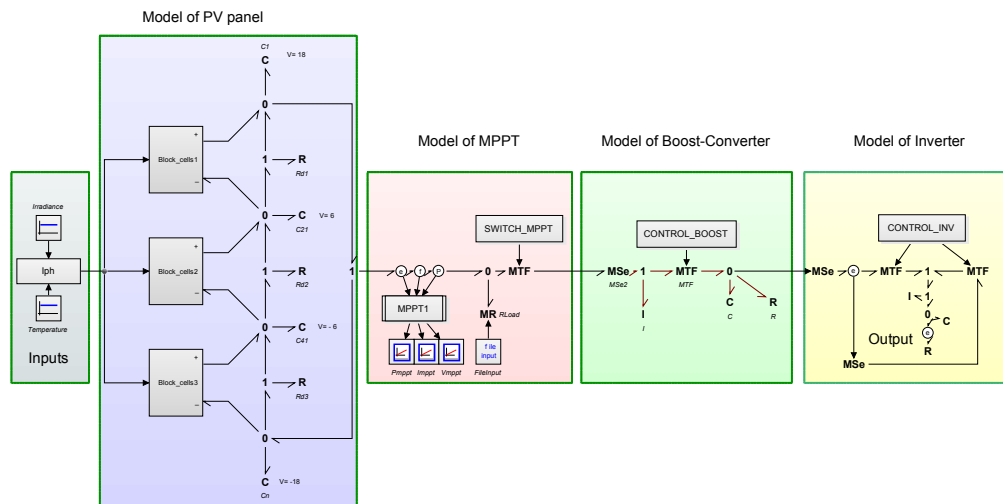 Model of PV panel
C1
C
V= 18
0
Block_cells1
+
–
1
R
Rd1
0
C
V= 6
C21
Irradiance
Iph
Temperature
Inputs
Block_cells2
+
–
1
R
Rd2
1
0
C
V= - 6
C41
Block_cells3
+
–
1
R
Rd3
0
C
V= -18
Cn
Model of MPPT
SWITCH_MPPT
e
f
P
0
MTF
MPPT1
MR
RLoad
f ile
input
Pmppt
Imppt
Vmppt
FileInput
Model of Boost-Converter
CONTROL_BOOST
MSe
1
MTF
0
MSe2
MTF
I
I
C
C
R
R
Model of Inverter
CONTROL_INV
MSe
e
MTF
1
MTF
I
1
0
C
Output
e
R
MSe